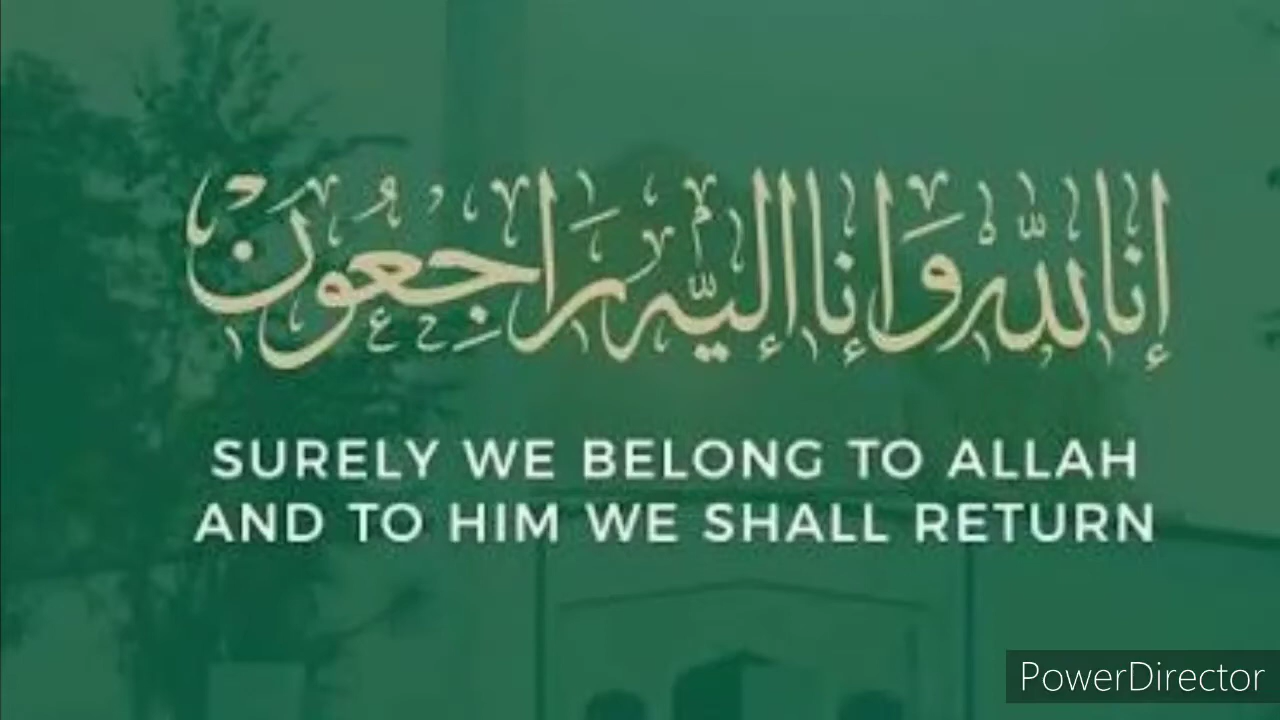 إنا لله وإنا إليه راجعون
SURELY WE BELONG TO ALLAH
AND TO HIM WE SHALL RETURN
PowerDirector